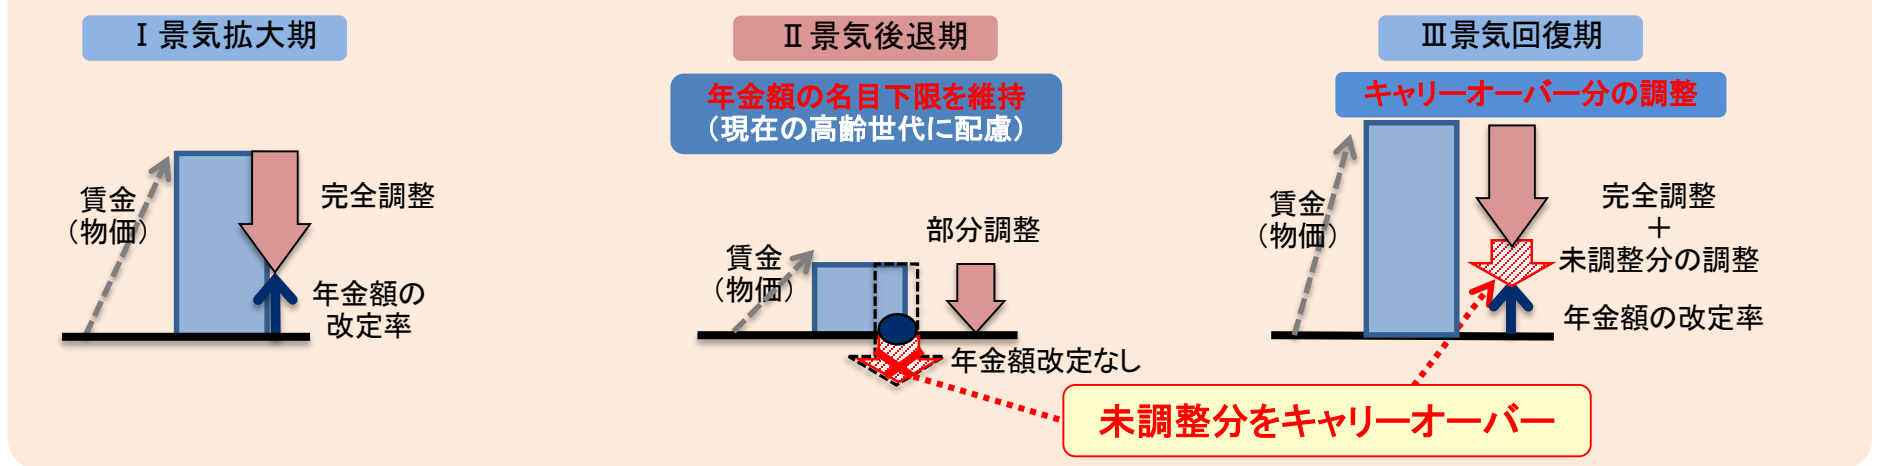 Ⅰ 景気拡大期
賃金
（物価）
完全調整
年金額の
改定率
Ⅱ 景気後退期
年金額の名目下限を維持
（現在の高齢世代に配慮）
賃金
（物価）
部分調整
年金額改定なし
Ⅲ景気回復期
キャリーオーバー分の調整
賃金
（物価）
完全調整
＋
未調整分の調整
年金額の改定率
未調整分をキャリーオーバー